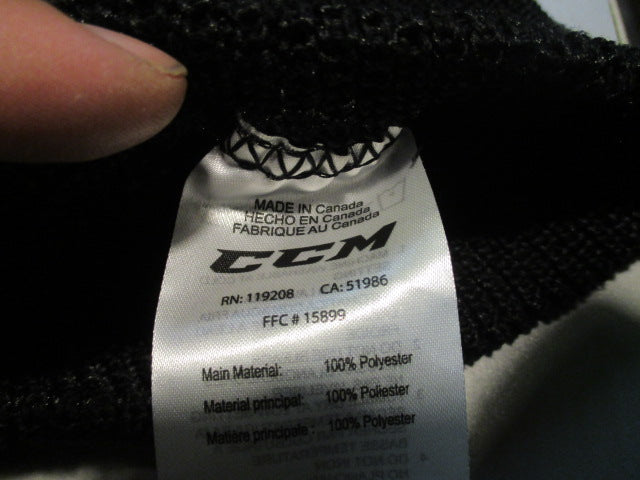 MADE IN Canada
HECHO EN Canada
FABRIQUE AU Canada
CCM
RN: 119208 CA: 51986
FFC # 15899
Main Material: 100% Polyester
Material principal: 100% Poliester
Matière principale: 100% Polyester